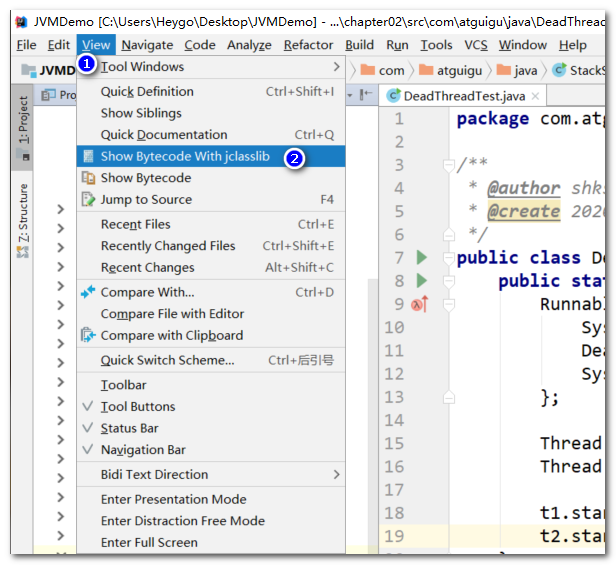 JVMDemo [C:\Users\Heygo\Desktop\JVMDemo] - ...\chapter02\src\com\atguigu\java\DeadThread
File Edit View Navigate Code Analyze Refactor Build Run Tools VCS Window Help
JVMD com atguigu java StackS
1
1: Project
Z: Structure
Pro
Tool Windows
Quick Definition Ctrl+Shift+I
Show Siblings
Quick Documentation Ctrl+Q
Show Bytecode With jclasslib 2
Show Bytecode
Jump to Source F4
Recent Files Ctrl+E
Recently Changed Files Ctrl+Shift+E
Recent Changes Alt+Shift+C
Compare With... Ctrl+D
Compare File with Editor
Compare with Clipboard
Quick Switch Scheme... Ctrl+后引号
Toolbar
Tool Buttons
Status Bar
Navigation Bar
Bidi Text Direction
Enter Presentation Mode
Enter Distraction Free Mode
Enter Full Screen
DeadThreadTest.java
1 package com.atg
2
3 /**
4 * @author shks
5 * @create 2020
6 */
7 public class De
8 public stat
9 Runnabl
10 Sys
11 Dea
12 Sys
13 };
14
15 Thread
16 Thread
17
18 t1.star
19 t2.star